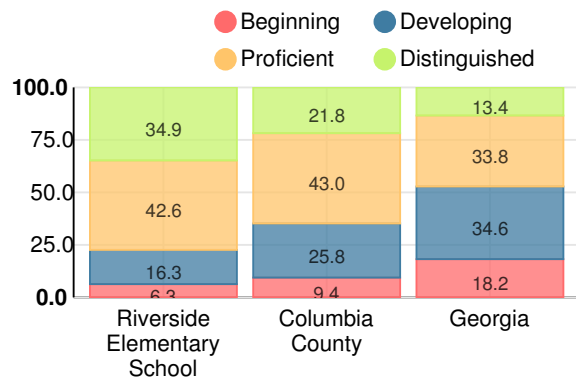 Beginning Developing
Proficient Distinguished
100.0
75.0
50.0
25.0
0.0
34.9 21.8 13.4
42.6 43.0 33.8
16.3 25.8 34.6
6.3 9.4 18.2
Riverside Columbia Georgia
Elementary County
School